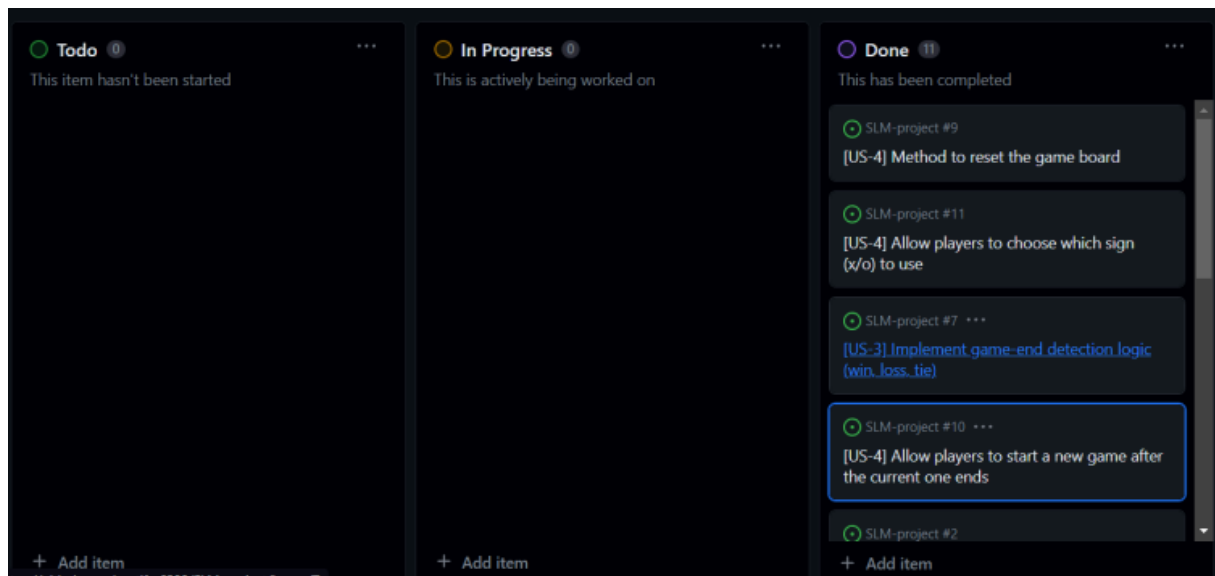 Todo 0
This item hasn't been started
+ Add item
In Progress 0
This is actively being worked on
+ Add item
Done 11
This has been completed
SLM-project #9
[US-4] Method to reset the game board
SLM-project #11
[US-4] Allow players to choose which sign
(x/o) to use
SLM-project #7
[US-3] Implement game-end detection logic
(win, loss, tie)
SLM-project #10
[US-4] Allow players to start a new game after
the current one ends
SLM-project #2
+ Add item